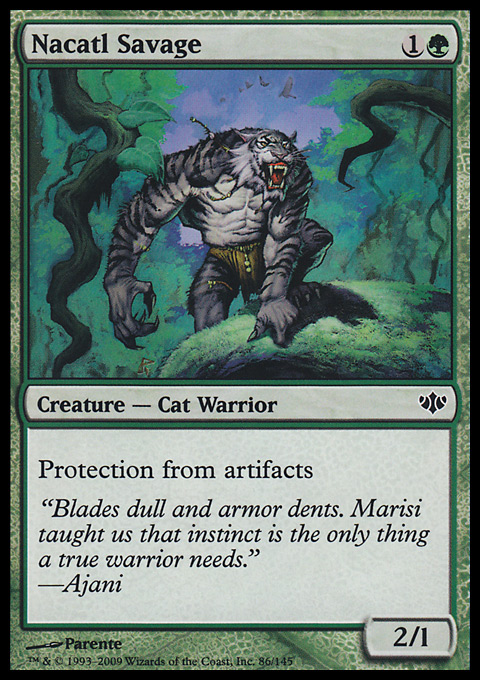 Nacatl Savage 1
Creature — Cat Warrior
Protection from artifacts
“Blades dull and armor dents. Marisi
taught us that instinct is the only thing
a true warrior needs.”
—Ajani
Parente
2/1
™ & © 1993–2009 Wizards of the Coast, Inc. 86/145